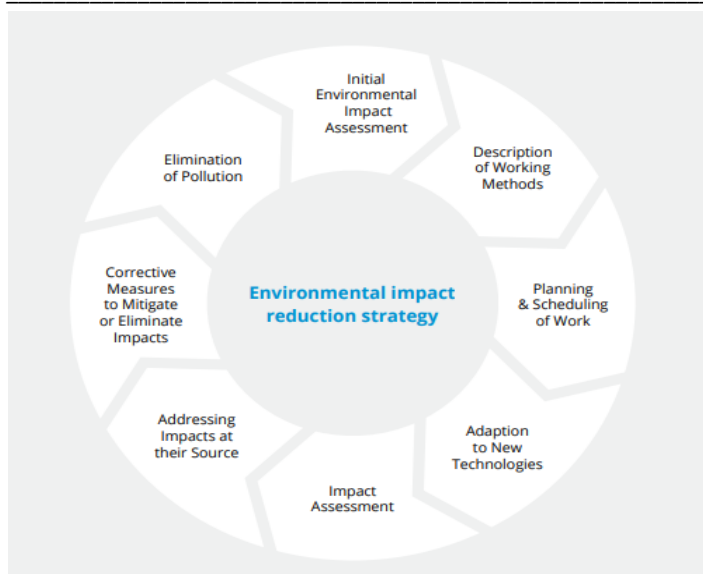 Initial
Environmental
Impact
Assessment
Description
of Working
Methods
Planning
& Scheduling
of Work
Adaption
to New
Technologies
Impact
Assessment
Addressing
Impacts at
their Source
Corrective
Measures
to Mitigate
or Eliminate
Impacts
Elimination
of Pollution
Environmental impact
reduction strategy